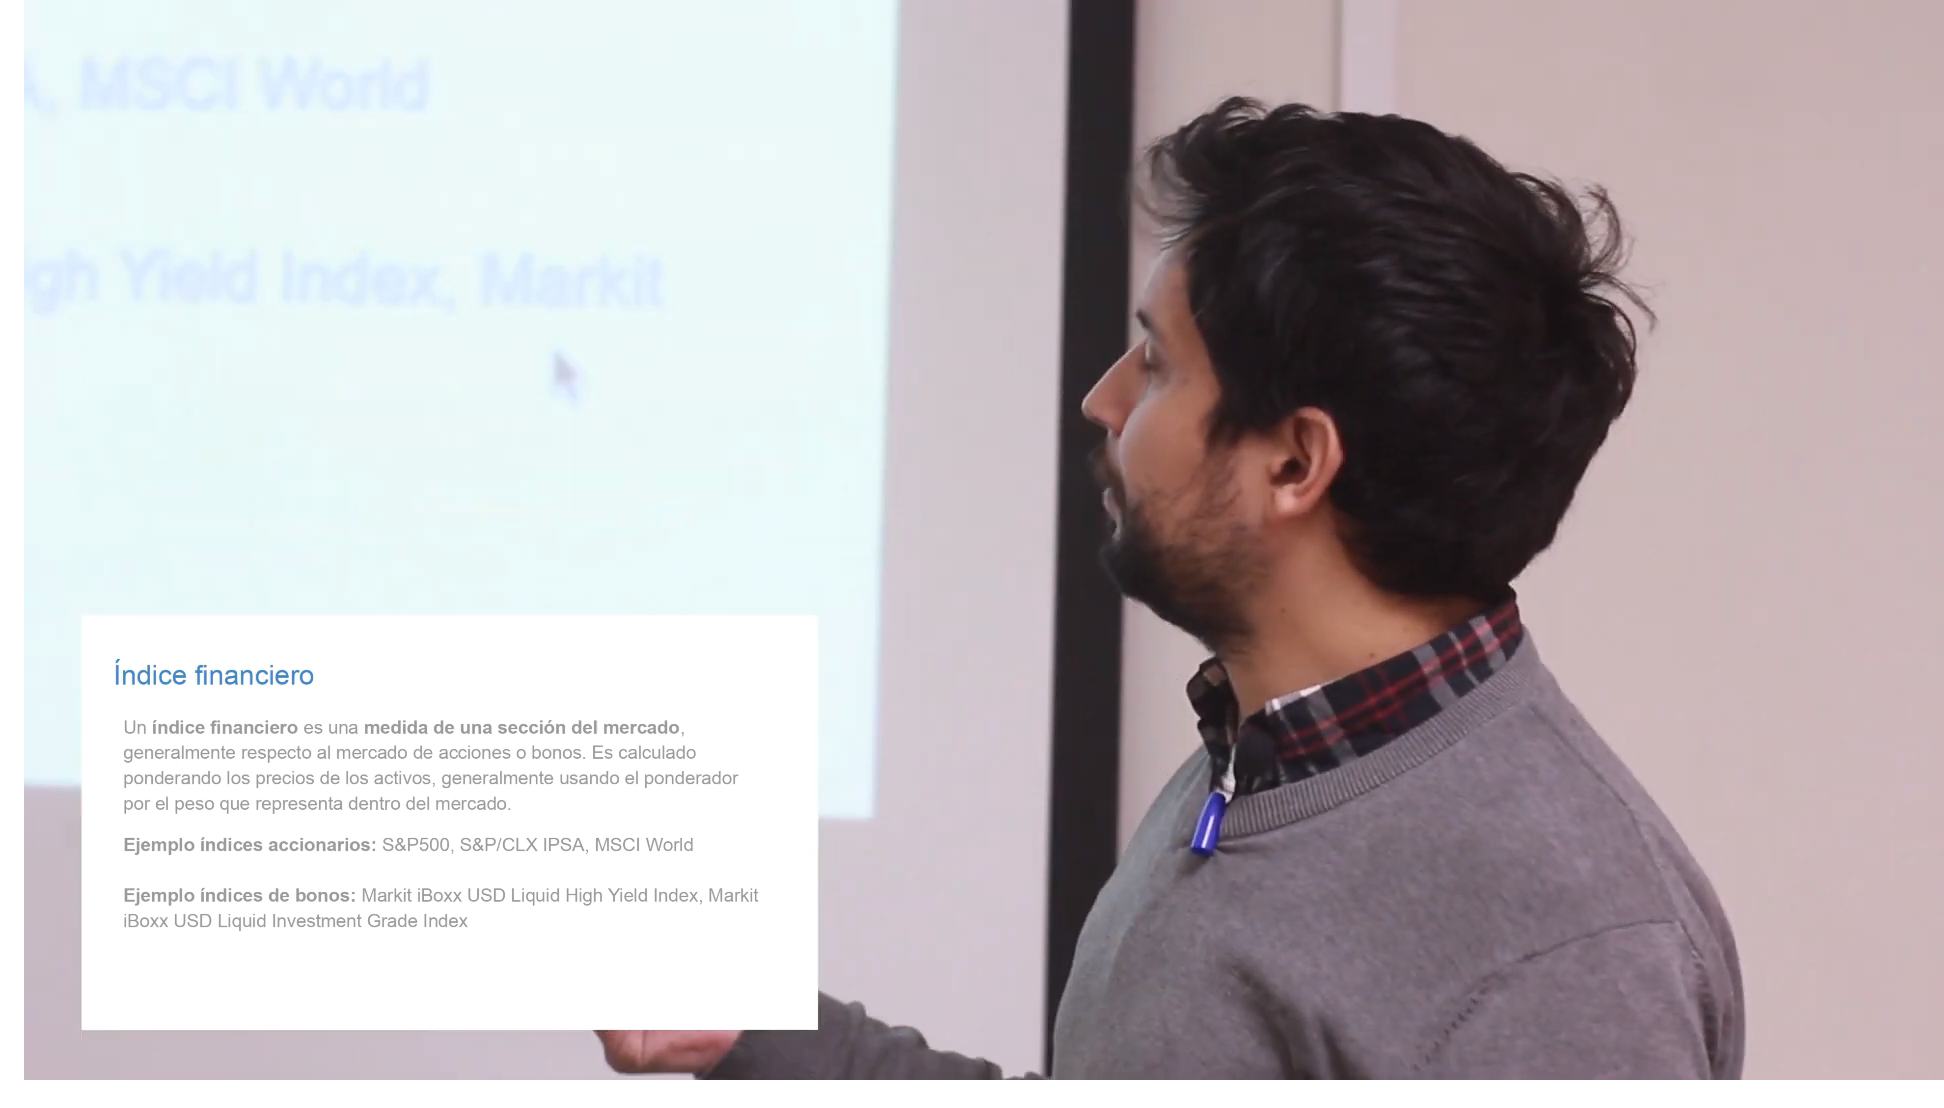 MSCI World
Yield Index, Markit
Índice financiero
Un índice financiero es una medida de una sección del mercado,
generalmente respecto al mercado de acciones o bonos. Es calculado
ponderando los precios de los activos, generalmente usando el ponderador
por el peso que representa dentro del mercado.
Ejemplo índices accionarios: S&P500, S&P/CLX IPSA, MSCI World
Ejemplo índices de bonos: Markit iBoxx USD Liquid High Yield Index, Markit
iBoxx USD Liquid Investment Grade Index